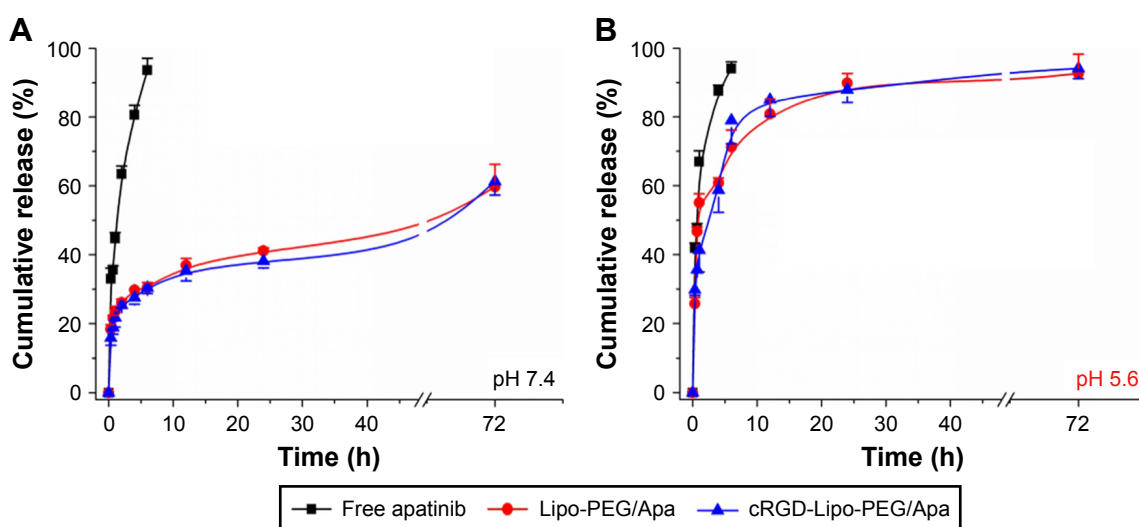 A
Cumulative release (%)
100
80
60
40
20
0
0
10
20
30
40
72
Time (h)
pH 7.4
B
Cumulative release (%)
100
80
60
40
20
0
0
10
20
30
40
72
Time (h)
pH 5.6
Free apatinib
Lipo-PEG/Apa
cRGD-Lipo-PEG/Apa